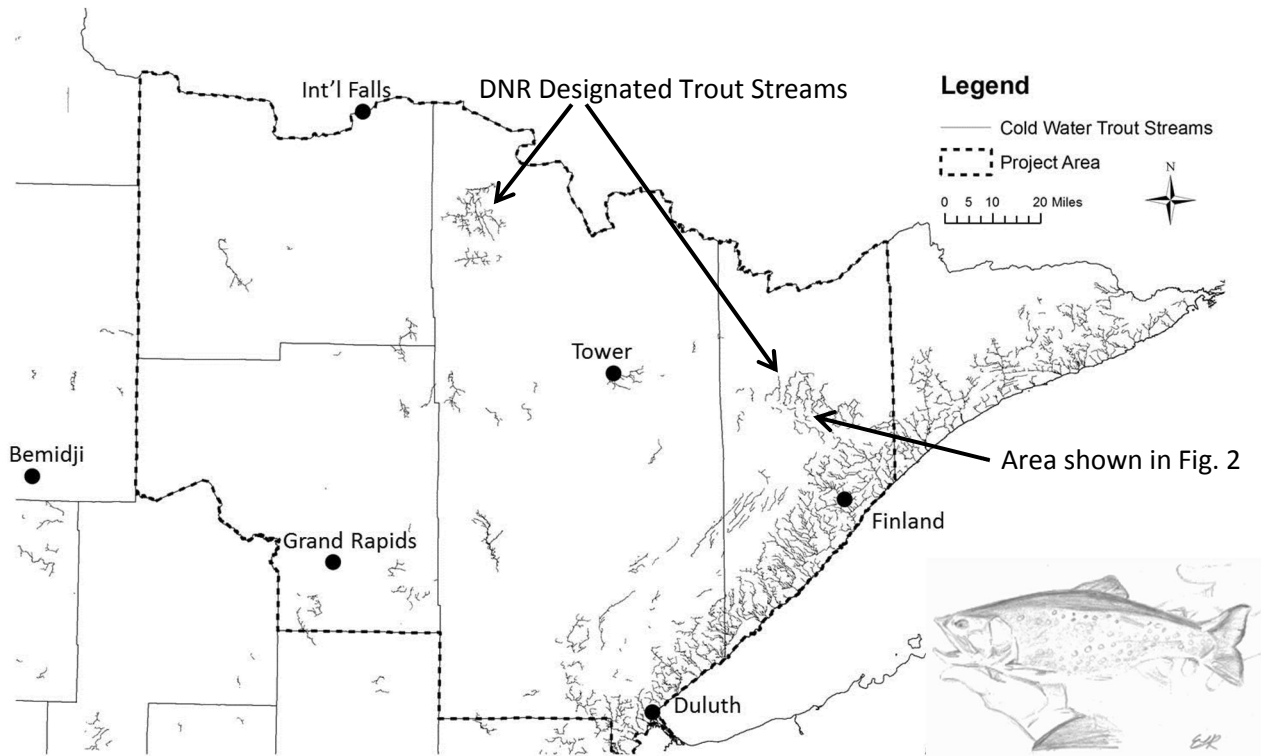 Int'l Falls
DNR Designated Trout Streams
Legend
Cold Water Trout Streams
Project Area
N
0 5 10 20 Miles
Tower
Bemidji
Area shown in Fig. 2
Finland
Grand Rapids
Duluth